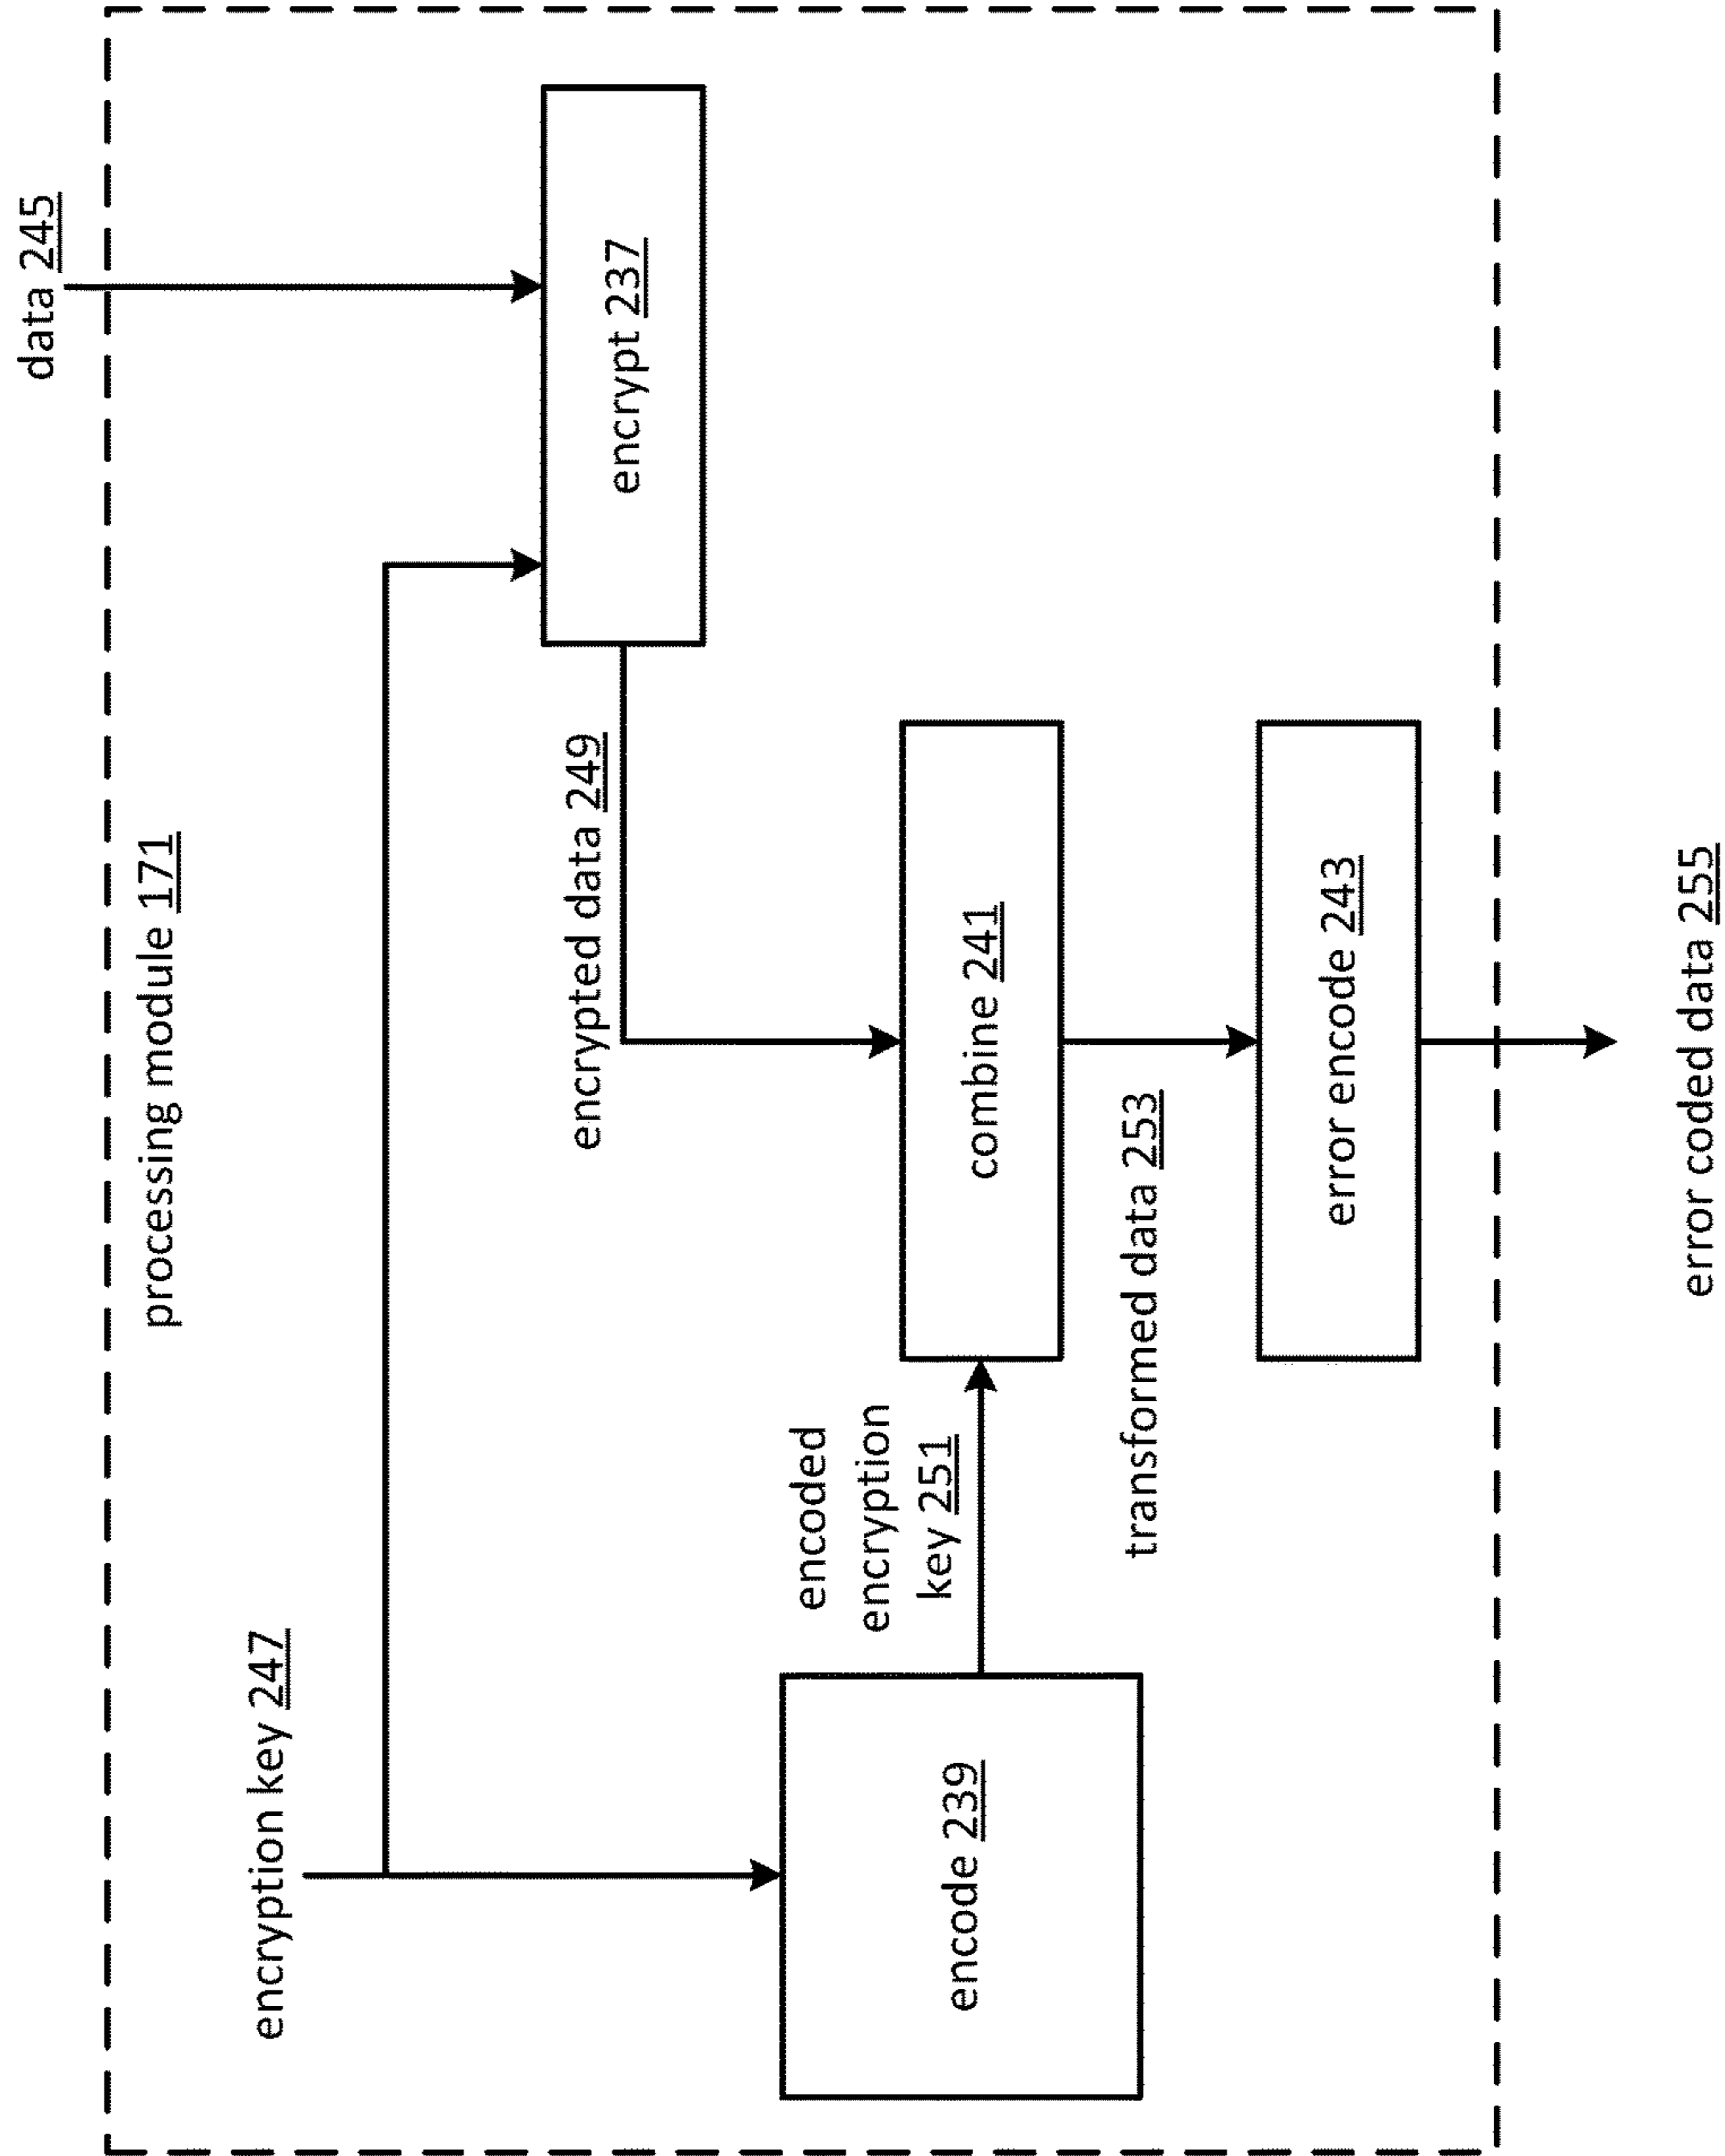 data 245
processing module 171
encryption key 247
encrypt 237
encrypted data 249
encoded
encryption
key 251
encode 239
combine 241
transformed data 253
error encode 243
error coded data 255